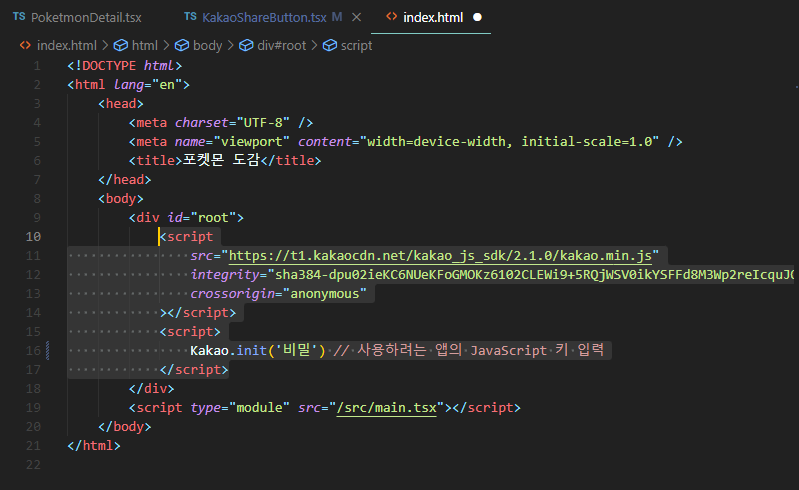 TS PoketmonDetail.tsx TS KakaoShareButton.tsx M <> index.html
<> index.html > html > body > div#root > script
1 <!DOCTYPE html>
2 <html lang="en">
3 <head>
4 <meta charset="UTF-8" />
5 <meta name="viewport" content="width=device-width, initial-scale=1.0" />
6 <title>포켓몬 도감</title>
7 </head>
8 <body>
9 <div id="root">
10 <script
11 src="https://t1.kakaocdn.net/kakao_js_sdk/2.1.0/kakao.min.js"
12 integrity="sha384-dpu02ieKC6NUeKFoGMOKz6102CLEWi9+5RQjWSV0ikYSFFd8M3Wp2reIcquJO
13 crossorigin="anonymous"
14 ></script>
15 <script>
16 Kakao.init('비밀') // 사용하려는 앱의 JavaScript 키 입력
17 </script>
18 </div>
19 <script type="module" src="/src/main.tsx"></script>
20 </body>
21 </html>
22